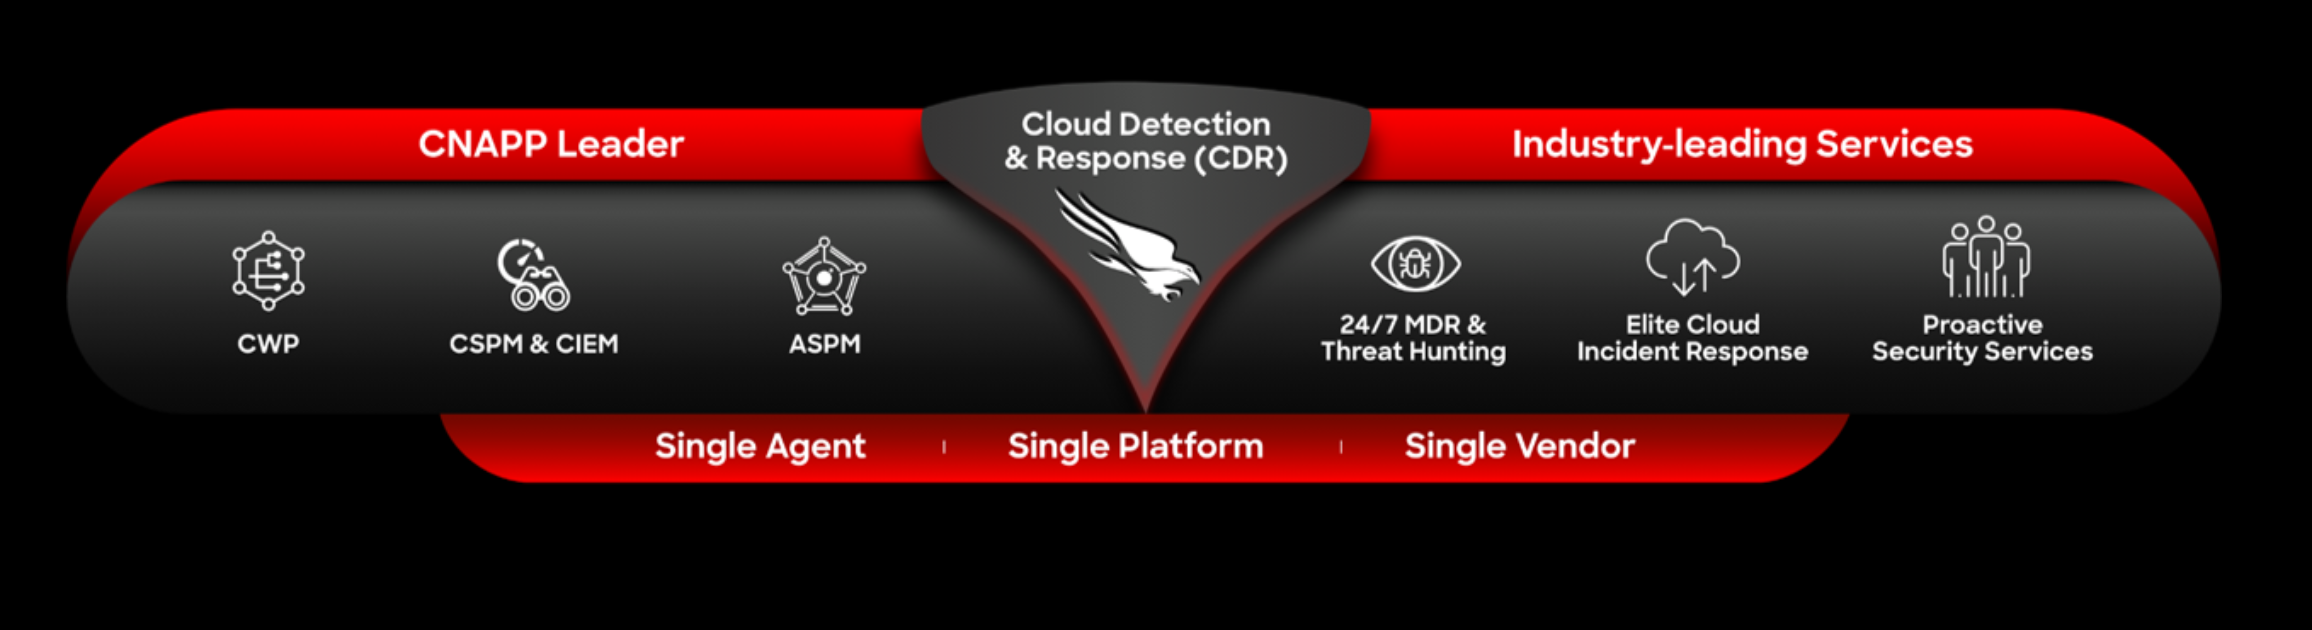 CNAPP Leader
Cloud Detection
& Response (CDR)
Industry-leading Services
CWP
CSPM & CIEM
ASPM
24/7 MDR &
Threat Hunting
Elite Cloud
Incident Response
Proactive
Security Services
Single Agent
Single Platform
Single Vendor